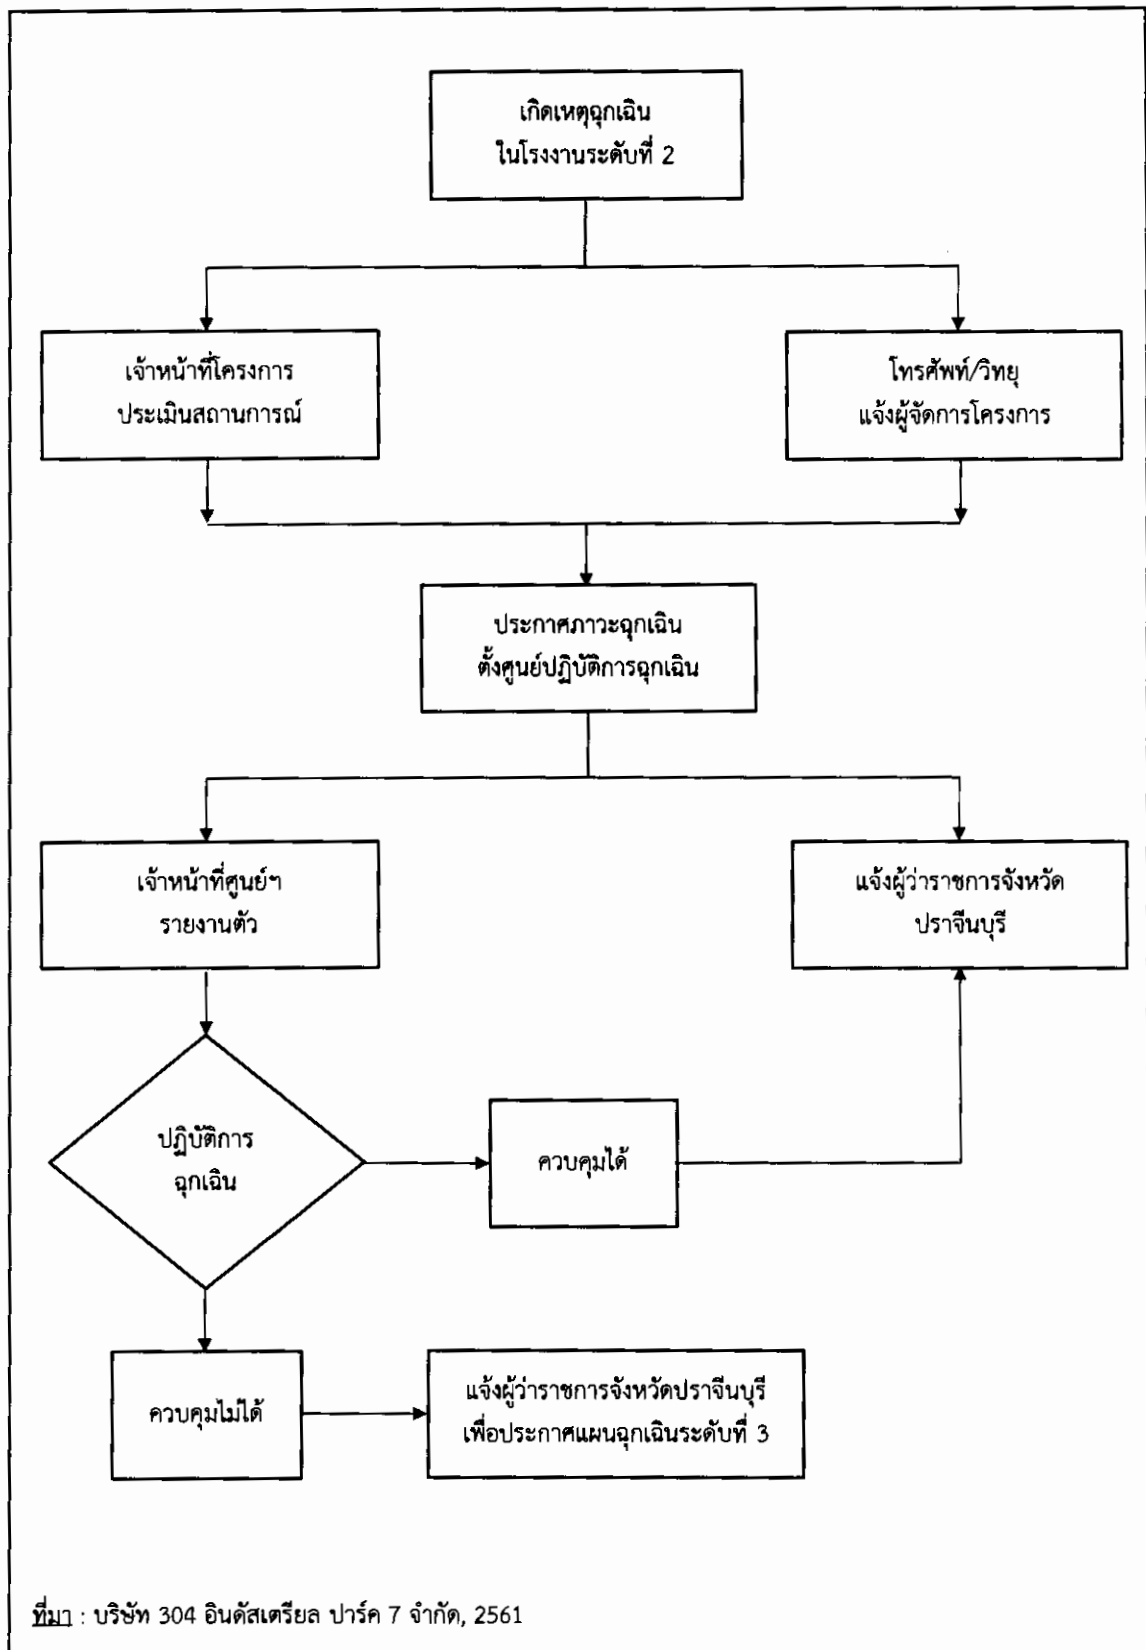 เกิดเหตุฉุกเฉิน
ในโรงงานระดับที่ 2
เจ้าหน้าที่โครงการ
ประเมินสถานการณ์
โทรศัพท์/วิทยุ
แจ้งผู้จัดการโครงการ
ประกาศภาวะฉุกเฉิน
ตั้งศูนย์ปฏิบัติการฉุกเฉิน
เจ้าหน้าที่ศูนย์ฯ
รายงานตัว
แจ้งผู้ว่าราชการจังหวัด
ปราจีนบุรี
ปฏิบัติการ
ฉุกเฉิน
ควบคุมได้
ควบคุมไม่ได้
แจ้งผู้ว่าราชการจังหวัดปราจีนบุรี
เพื่อประกาศแผนฉุกเฉินระดับที่ 3
ที่มา : บริษัท 304 อินดัสเตรียล ปาร์ค 7 จำกัด, 2561